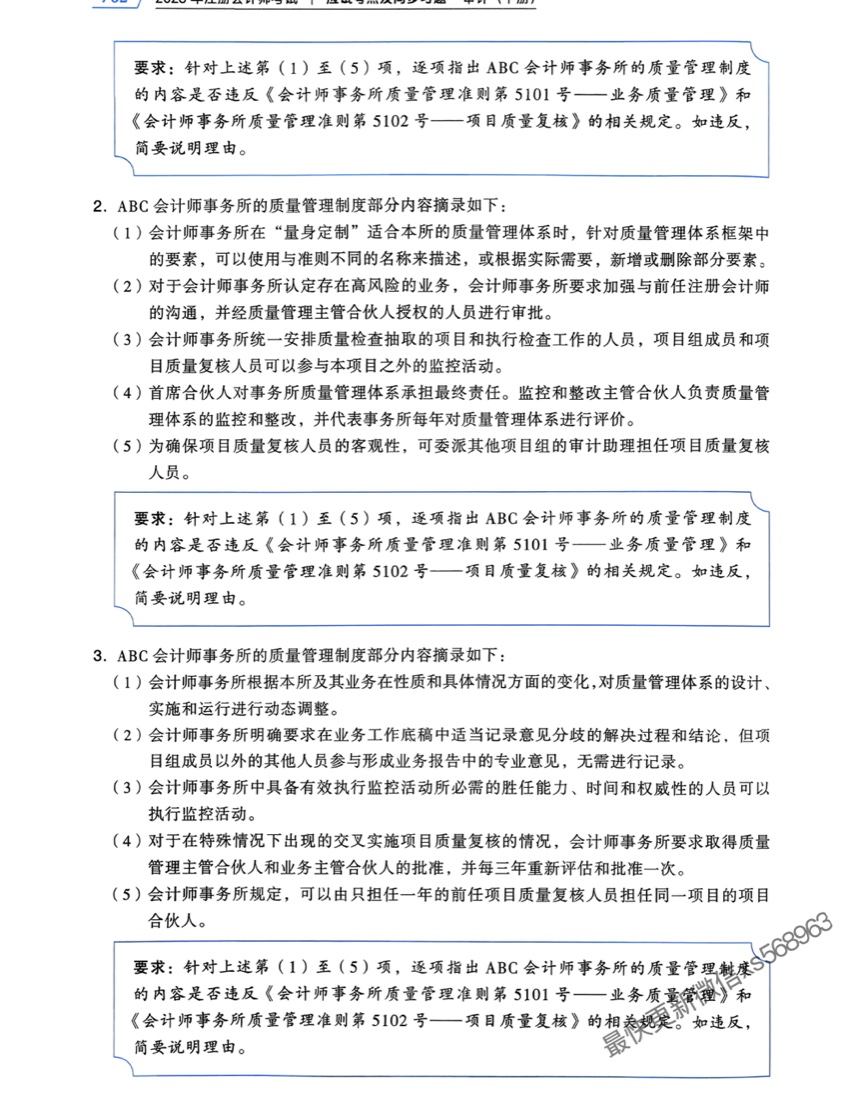 要求：针对上述第（1）至（5）项，逐项指出 ABC 会计师事务所的质量管理制度
的内容是否违反《会计师事务所质量管理准则第 5101 号——业务质量管理》和
《会计师事务所质量管理准则第 5102 号——项目质量复核》的相关规定。如违反，
简要说明理由。
2. ABC 会计师事务所的质量管理制度部分内容摘录如下：
（1）会计师事务所在“量身定制”适合本所的质量管理体系时，针对质量管理体系框架中
的要素，可以使用与准则不同的名称来描述，或根据实际需要，新增或删除部分要素。
（2）对于会计师事务所认定存在高风险的业务，会计师事务所要求加强与前任注册会计师
的沟通，并经质量管理主管合伙人授权的人员进行审批。
（3）会计师事务所统一安排质量检查抽取的项目和执行检查工作的人员，项目组成员和项
目质量复核人员可以参与本项目之外的监控活动。
（4）首席合伙人对事务所质量管理体系承担最终责任。监控和整改主管合伙人负责质量管
理体系的监控和整改，并代表事务所每年对质量管理体系进行评价。
（5）为确保项目质量复核人员的客观性，可委派其他项目组的审计助理担任项目质量复核
人员。
要求：针对上述第（1）至（5）项，逐项指出 ABC 会计师事务所的质量管理制度
的内容是否违反《会计师事务所质量管理准则第 5101 号——业务质量管理》和
《会计师事务所质量管理准则第 5102 号——项目质量复核》的相关规定。如违反，
简要说明理由。
3. ABC 会计师事务所的质量管理制度部分内容摘录如下：
（1）会计师事务所根据本所及其业务在性质和具体情况方面的变化,对质量管理体系的设计、
实施和运行进行动态调整。
（2）会计师事务所明确要求在业务工作底稿中适当记录意见分歧的解决过程和结论，但项
目组成员以外的其他人员参与形成业务报告中的专业意见，无需进行记录。
（3）会计师事务所中具备有效执行监控活动所必需的胜任能力、时间和权威性的人员可以
执行监控活动。
（4）对于在特殊情况下出现的交叉实施项目质量复核的情况，会计师事务所要求取得质量
管理主管合伙人和业务主管合伙人的批准，并每三年重新评估和批准一次。
（5）会计师事务所规定，可以由只担任一年的前任项目质量复核人员担任同一项目的项目
合伙人。
要求：针对上述第（1）至（5）项，逐项指出 ABC 会计师事务所的质量管理制度
的内容是否违反《会计师事务所质量管理准则第 5101 号——业务质量管理》和
《会计师事务所质量管理准则第 5102 号——项目质量复核》的相关规定。如违反，
简要说明理由。
最快更新微信xs568963